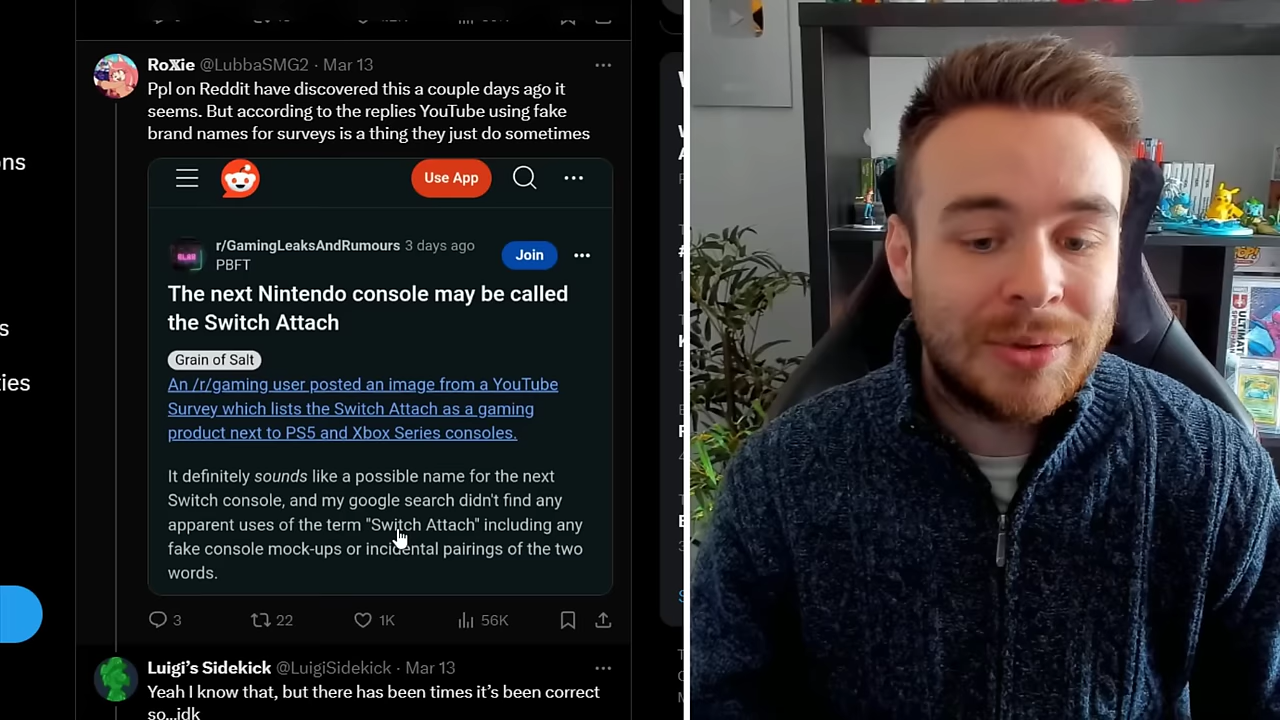 RoXie @LubbaSMG2 · Mar 13
Ppl on Reddit have discovered this a couple days ago it
seems. But according to the replies YouTube using fake
brand names for surveys is a thing they just do sometimes
Use App
r/GamingLeaksAndRumours 3 days ago
PBFT
Join
The next Nintendo console may be called
the Switch Attach
Grain of Salt
An /r/gaming user posted an image from a YouTube
Survey which lists the Switch Attach as a gaming
product next to PS5 and Xbox Series consoles.
It definitely sounds like a possible name for the next
Switch console, and my google search didn't find any
apparent uses of the term "Switch Attach" including any
fake console mock-ups or incidental pairings of the two
words.
3 22 1K 56K
Luigi's Sidekick @LuigiSidekick · Mar 13
Yeah I know that, but there has been times it's been correct
so...idk
ons
s
ties